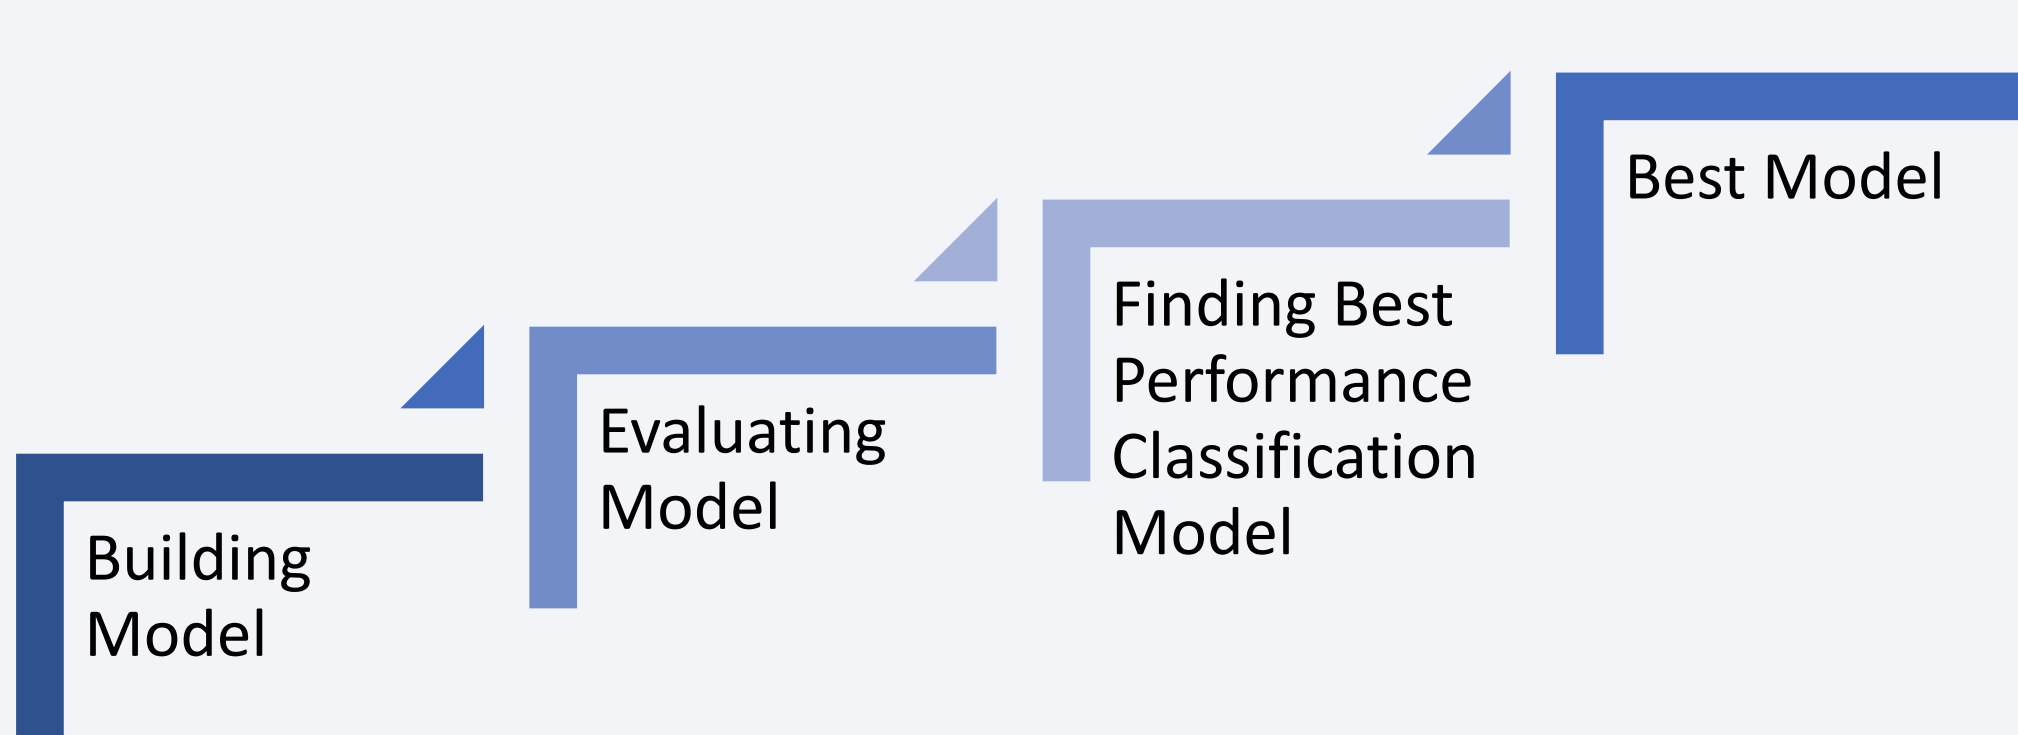 Building
Model
Evaluating
Model
Finding Best
Performance
Classification
Model
Best Model